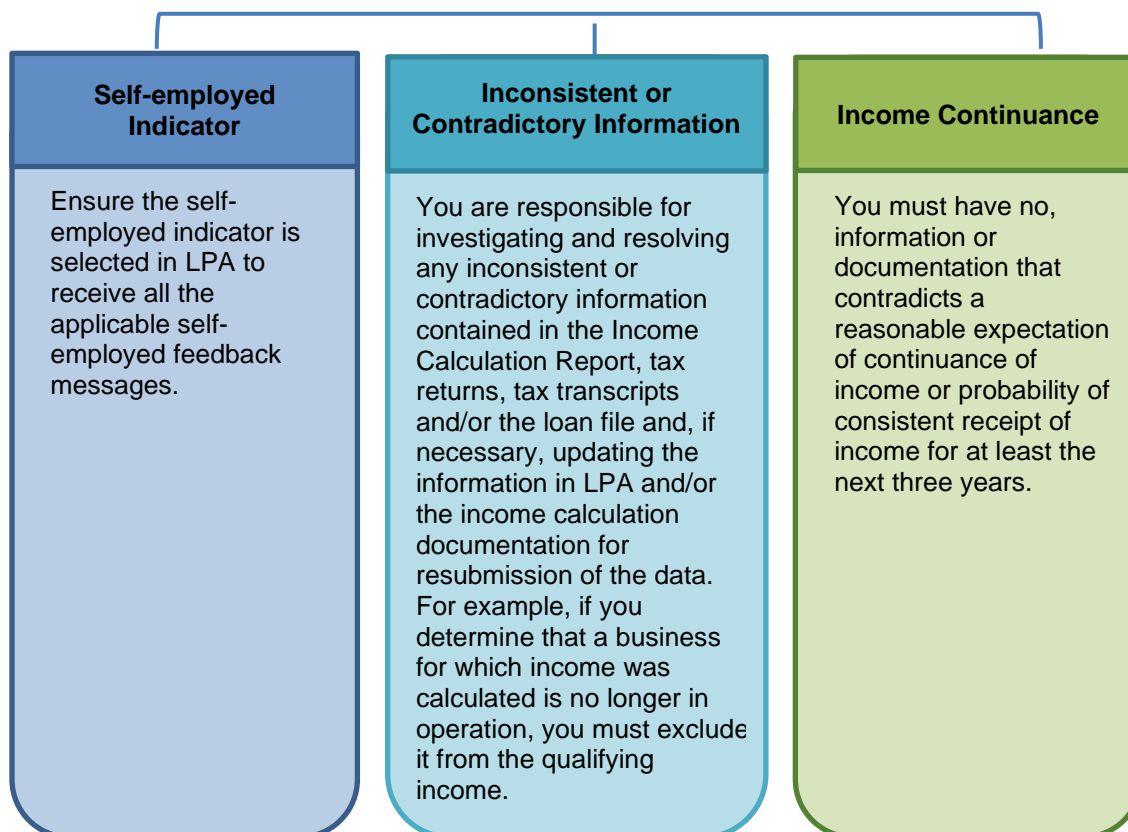 Self-employed
Indicator
Ensure the self-
employed indicator is
selected in LPA to
receive all the
applicable self-
employed feedback
messages.
Inconsistent or
Contradictory Information
You are responsible for
investigating and resolving
any inconsistent or
contradictory information
contained in the Income
Calculation Report, tax
returns, tax transcripts
and/or the loan file and, if
necessary, updating the
information in LPA and/or
the income calculation
documentation for
resubmission of the data.
For example, if you
determine that a business
for which income was
calculated is no longer in
operation, you must exclude
it from the qualifying
income.
Income Continuance
You must have no,
information or
documentation that
contradicts a
reasonable expectation
of continuance of
income or probability of
consistent receipt of
income for at least the
next three years.